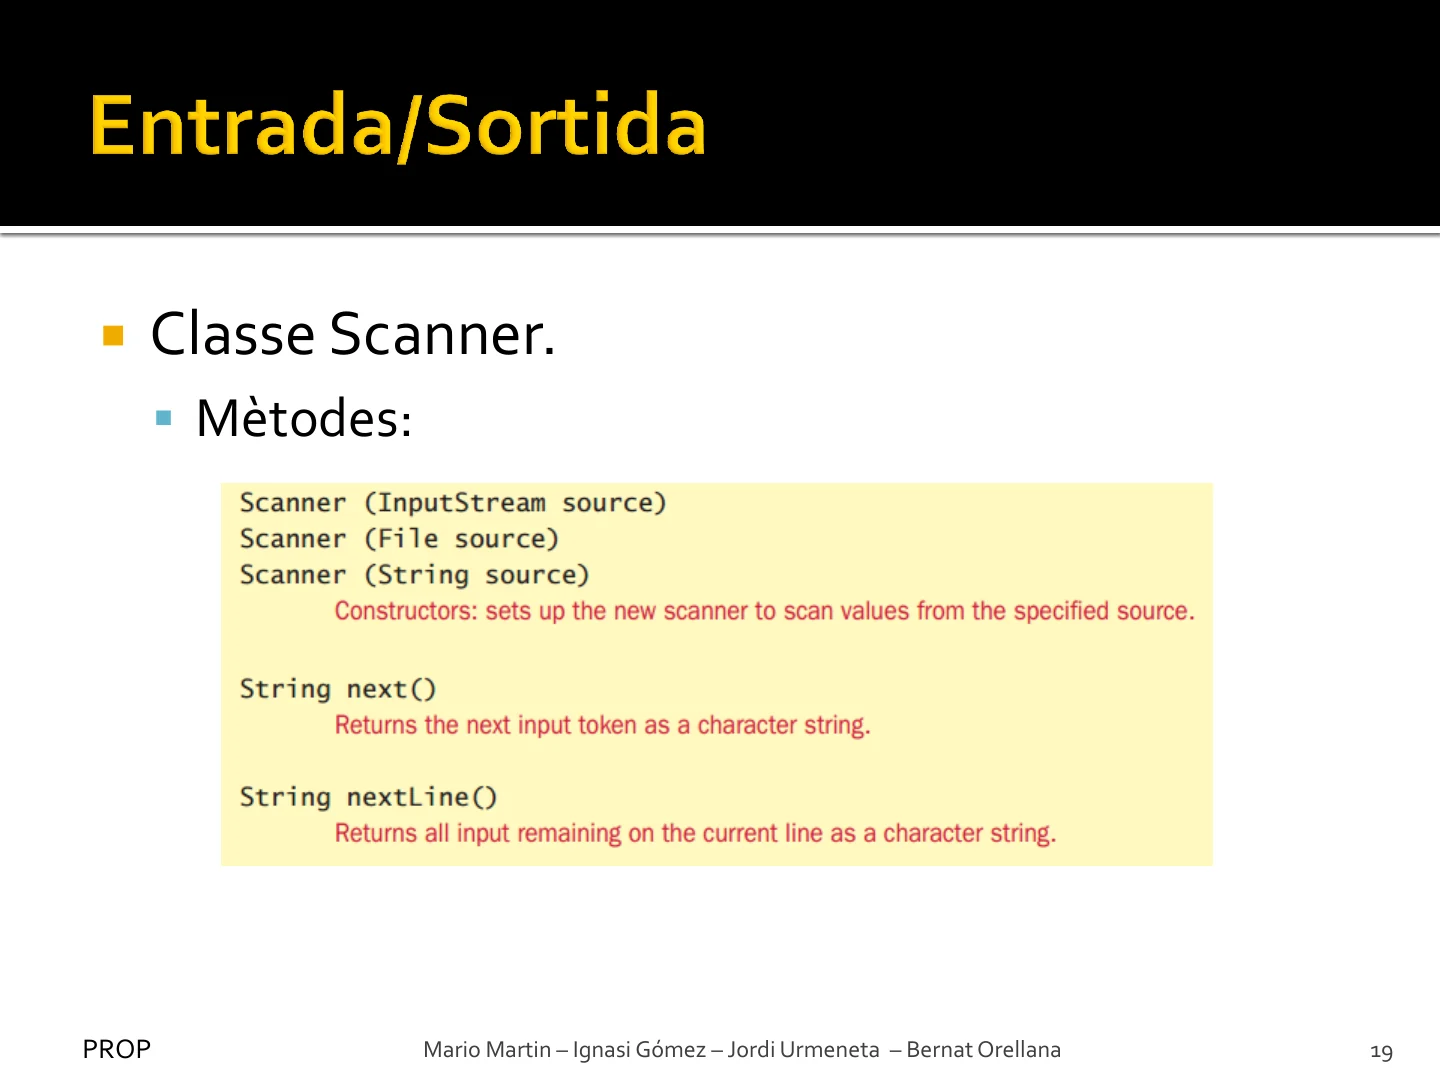 Entrada/Sortida
Classe Scanner.
Mètodes:
Scanner (InputStream source)
Scanner (File source)
Scanner (String source)
Constructors: sets up the new scanner to scan values from the specified source.
String next()
Returns the next input token as a character string.
String nextLine()
Returns all input remaining on the current line as a character string.
PROP
Mario Martin – Ignasi Gómez – Jordi Urmeneta – Bernat Orellana
19